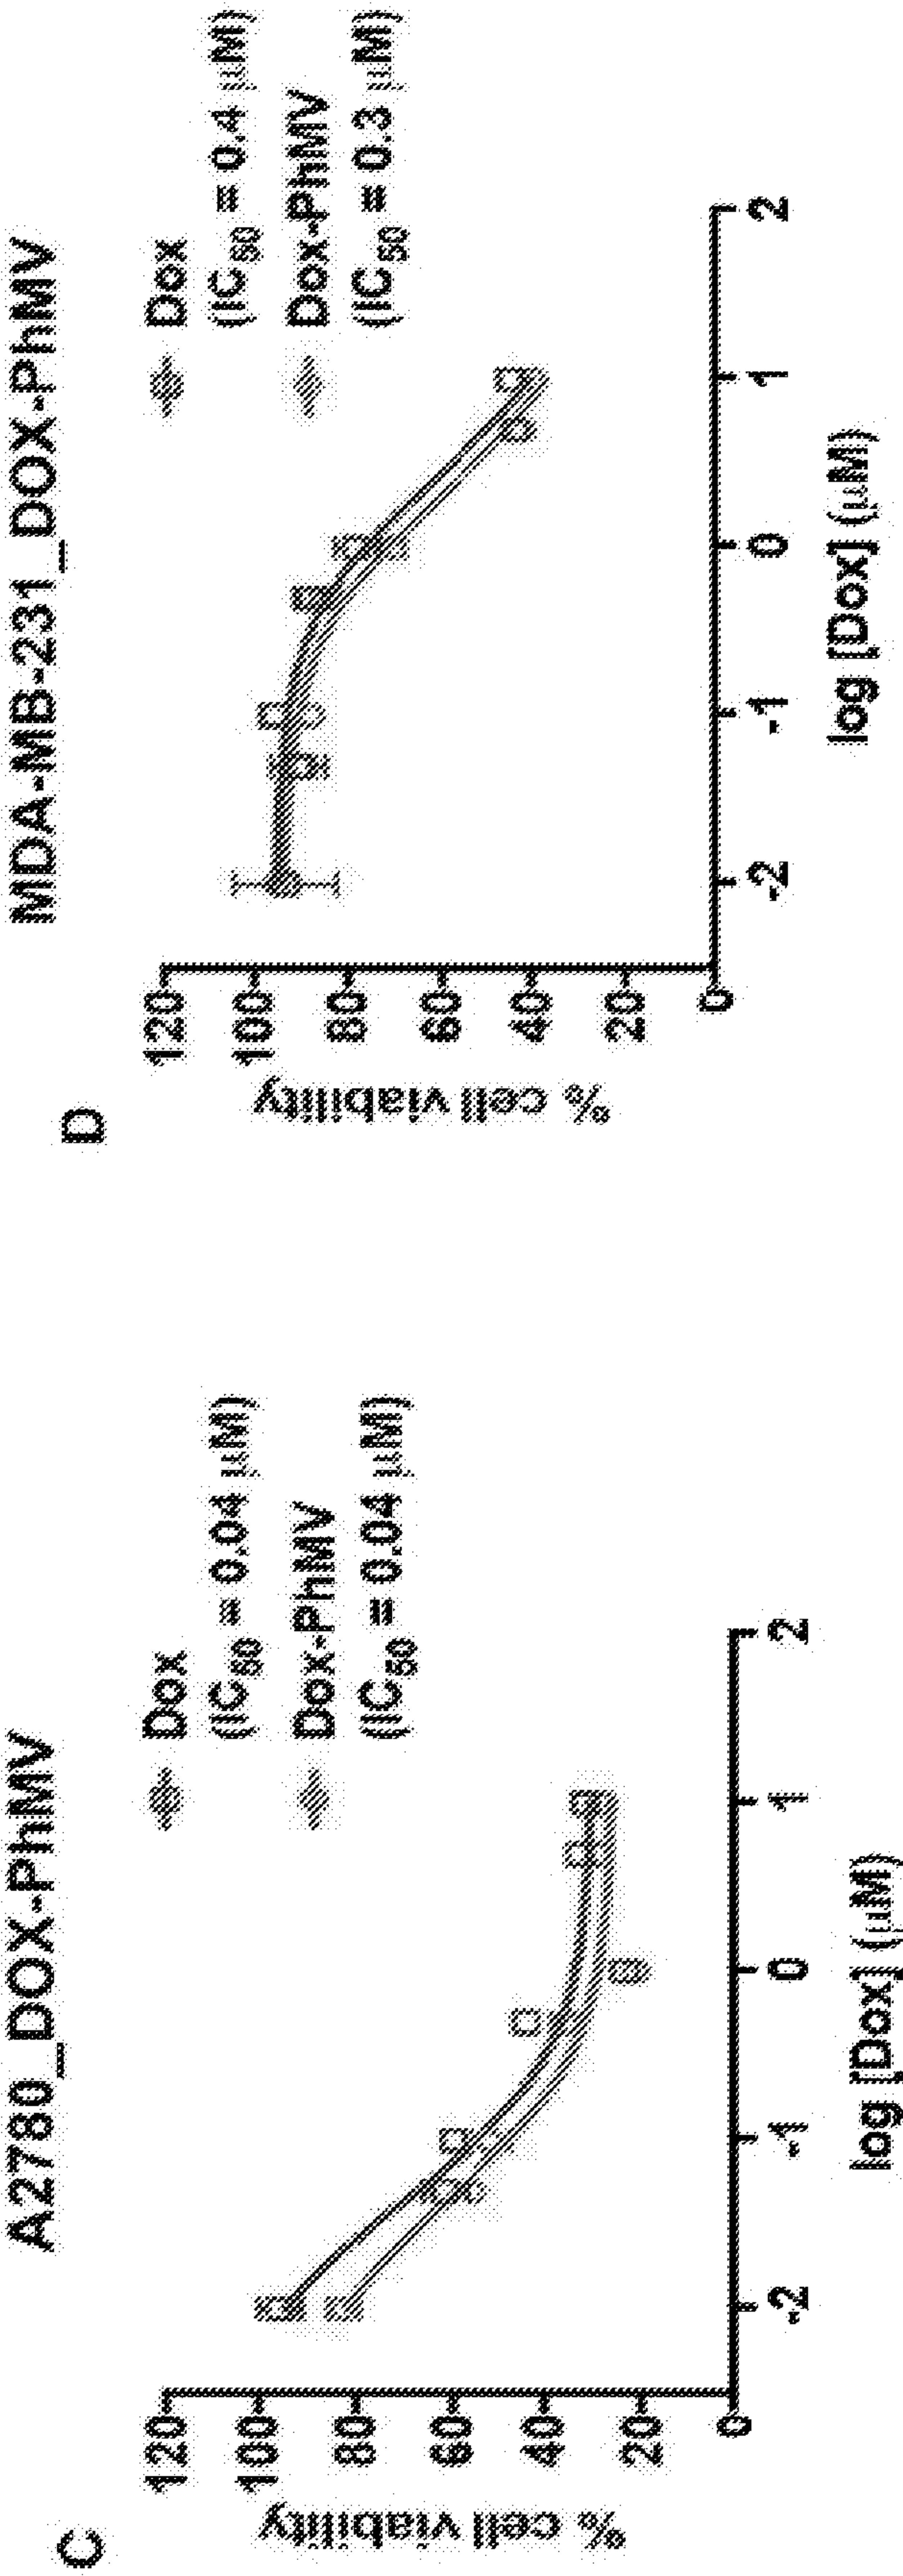 C
A2780_DOX-PhMV
Dox
(IC50 = 0.04 µM)
Dox-PhMV
(IC50 = 0.04 µM)
% cell viability
120
100
80
60
40
20
0
-2
-1
0
1
2
log [Dox] (µM)
D
MDA-MB-231_DOX-PhMV
Dox
(IC50 = 0.4 µM)
Dox-PhMV
(IC50 = 0.3 µM)
% cell viability
120
100
80
60
40
20
0
-2
-1
0
1
2
log [Dox] (µM)